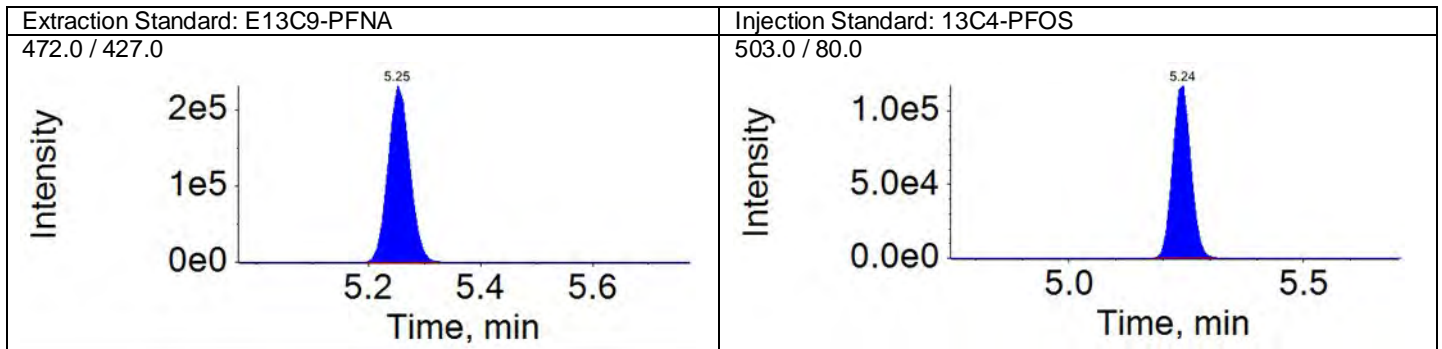 Extraction Standard: E13C9-PFNA
472.0 / 427.0
5.25
2e5
1e5
0e0
Intensity
5.2 5.4 5.6
Time, min
Injection Standard: 13C4-PFOS
503.0 / 80.0
5.24
1.0e5
5.0e4
0.0e0
Intensity
5.0 5.5
Time, min